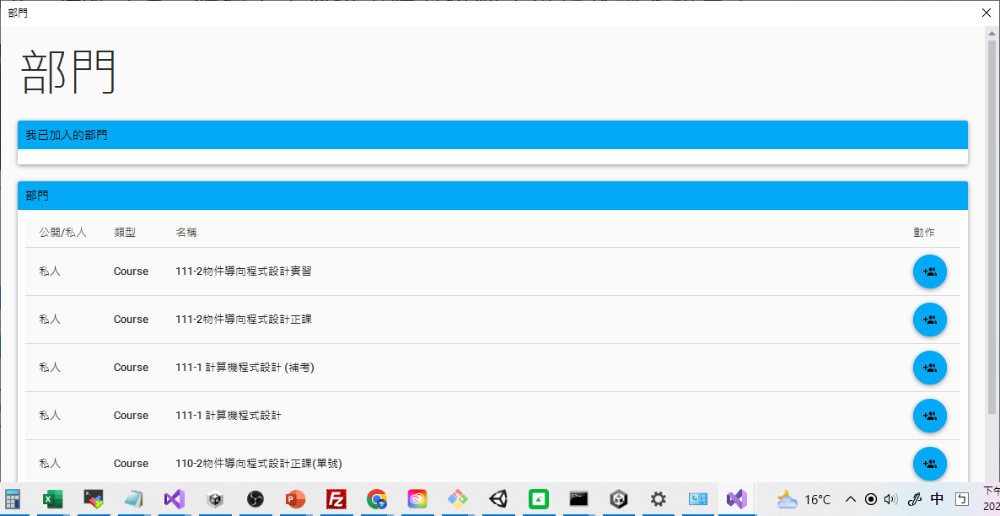 部門
部門
我已加入的部門
部門
公開/私人 類型 名稱 動作
私人 Course 111-2物件導向程式設計實習
私人 Course 111-2物件導向程式設計正課
私人 Course 111-1 計算機程式設計 (補考)
私人 Course 111-1 計算機程式設計
私人 Course 110-2物件導向程式設計正課(單號)
16°C 中 ㄅ 下午
202